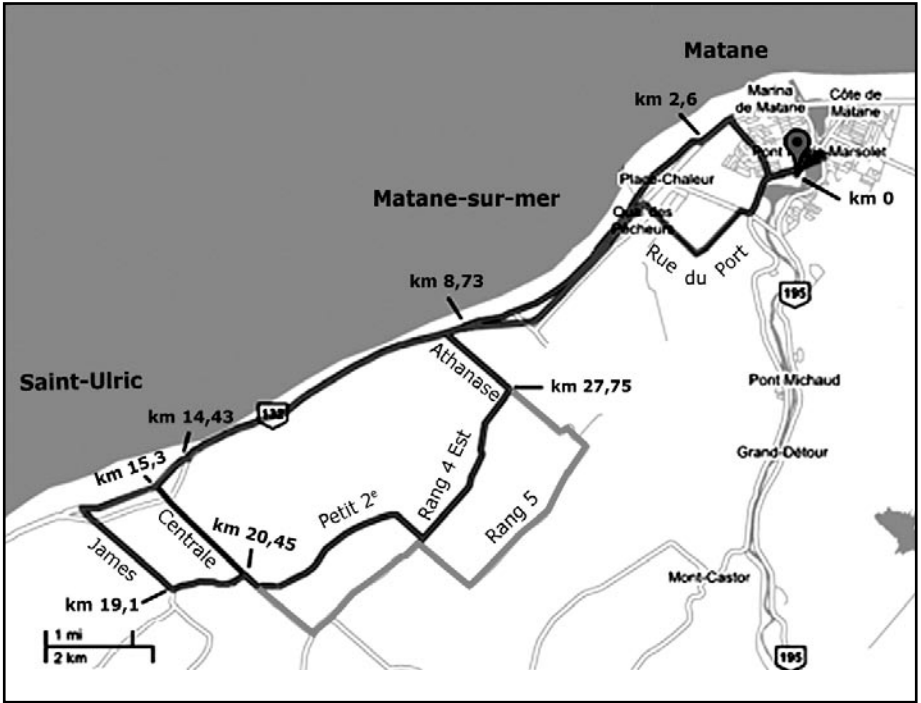 Matane
Marina
de Matane
Côte de
Matane
km 2,6
Pont
-Marsolet
Place-Chaleur
km 0
Matane-sur-mer
Quai des
Pêcheurs
Rue du Port
195
km 8,73
Athanase
Saint-Ulric
km 27,75
Pont Michaud
132
km 14,43
Grand-Détour
km 15,3
Rang 4 Est
Petit 2e
Rang 5
Centrale
km 20,45
James
Mont-Castor
km 19,1
1 mi
2 km
195